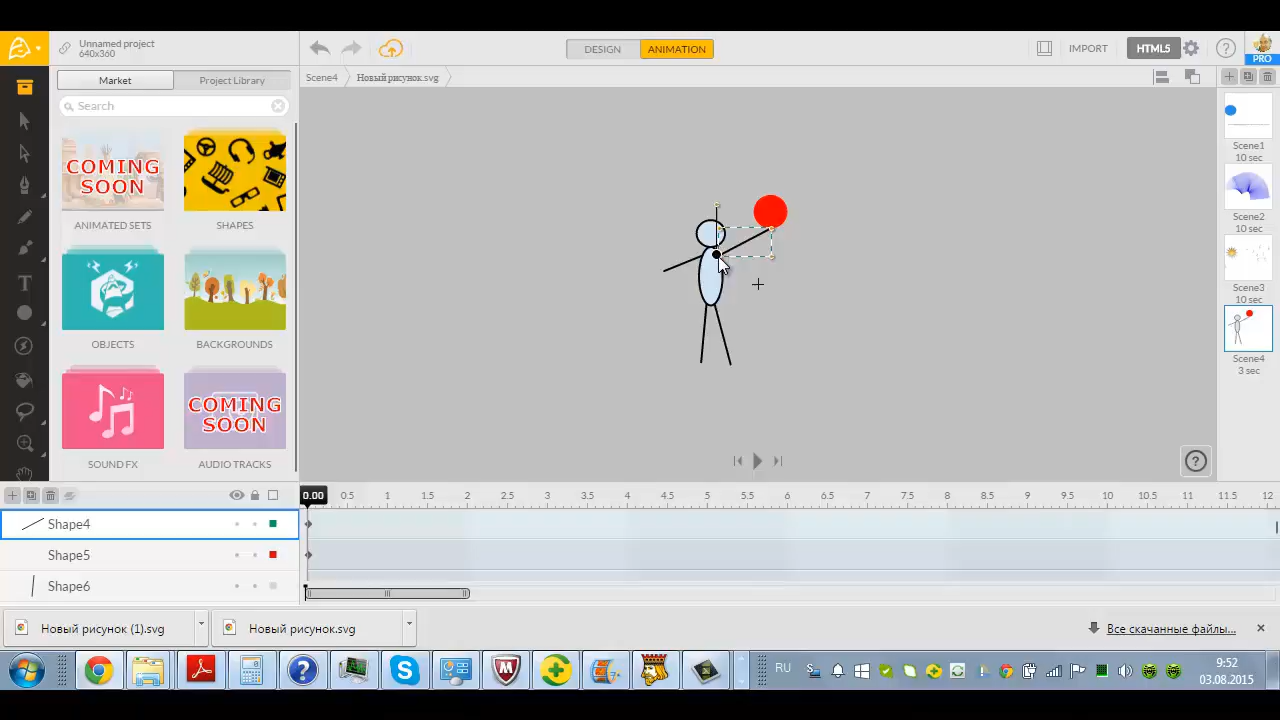 Unnamed project
640x360
DESIGN
ANIMATION
IMPORT
HTML5
PRO
Market
Project Library
Scene4
Новый рисунок.svg
Search
COMING
SOON
ANIMATED SETS
SHAPES
OBJECTS
BACKGROUNDS
SOUND FX
COMING
SOON
AUDIO TRACKS
Scene1
10 sec
Scene2
10 sec
Scene3
10 sec
Scene4
3 sec
0.00 0.5 1 1.5 2 2.5 3 3.5 4 4.5 5 5.5 6 6.5 7 7.5 8 8.5 9 9.5 10 10.5 11 11.5 12
Shape4
Shape5
Shape6
Новый рисунок (1).svg
Новый рисунок.svg
Все скачанные файлы...
RU
9:52
03.08.2015